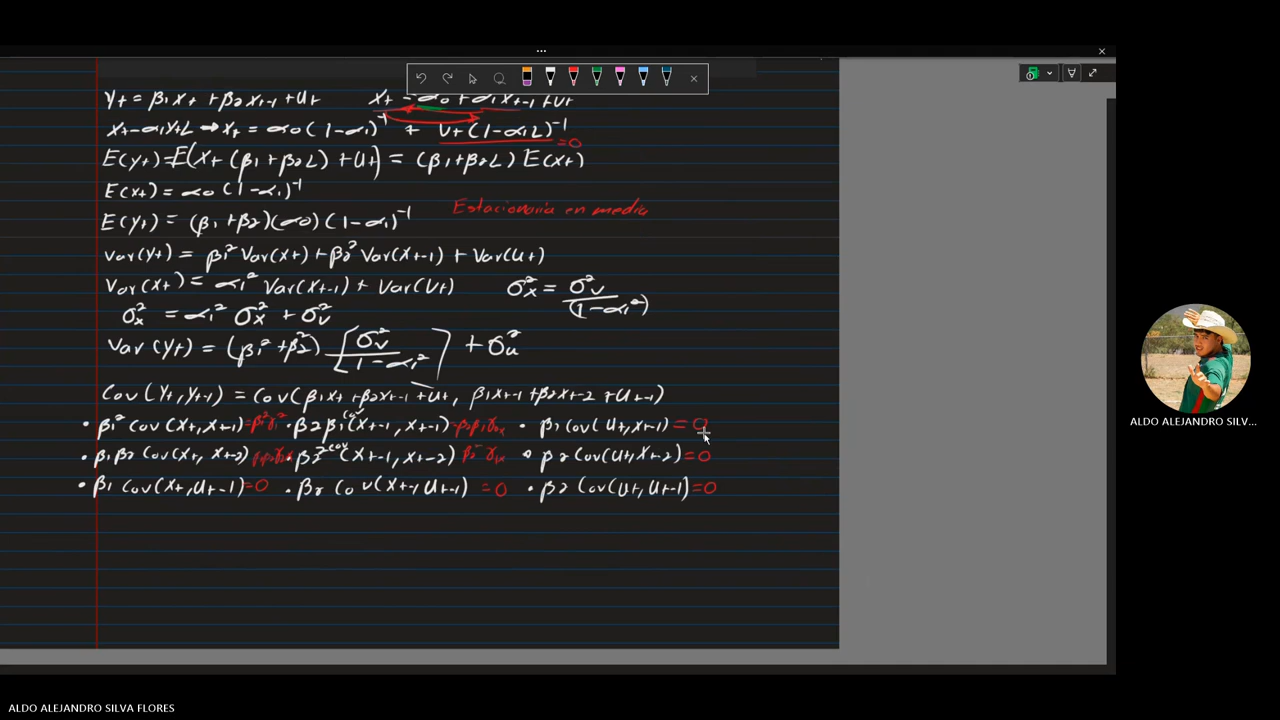 Yt = β1Xt + β2Xt-1 + Ut    Xt = α0 + α1Xt-1 + Vt
Xt-α1XtL → Xt = α0(1-α1)⁻¹ + Vt(1-α1L)⁻¹ =0
E(Yt)=E(Xt(β1+β2L)+Ut) = (β1+β2L) E(Xt)
E(Xt) = α0(1-α1)⁻¹
Estacionaria en media
E(Yt) = (β1+β2)(α0)(1-α1)⁻¹
Var(Yt) = β1² Var(Xt) + β2² Var(Xt-1) + Var(Ut)
Var(Xt) = α1² Var(Xt-1) + Var(Ut)    σ²x = σ²v / (1-α1²)
σ²x = α1² σ²x + σ²v
Var(Yt) = (β1²+β2²) [σ²v / 1-α1²] + σ²u
Cov(Yt,Yt-1) = Cov(β1Xt+β2Xt-1+Ut, β1Xt-1+β2Xt-2+Ut-1)
• β1² Cov(Xt,Xt-1) • β2β1 Cov(Xt-1,Xt-1) • β1 Cov(Ut,Xt-1) = 0
• β1β2 Cov(Xt,Xt-2) • β2² Cov(Xt-1,Xt-2) • β2 Cov(Ut,Xt-2) = 0
• β1 Cov(Xt,Ut-1) = 0 • β2 Cov(Xt-1,Ut-1) = 0 • β2 Cov(Ut,Ut-1) = 0
ALDO ALEJANDRO SILV...
ALDO ALEJANDRO SILVA FLORES